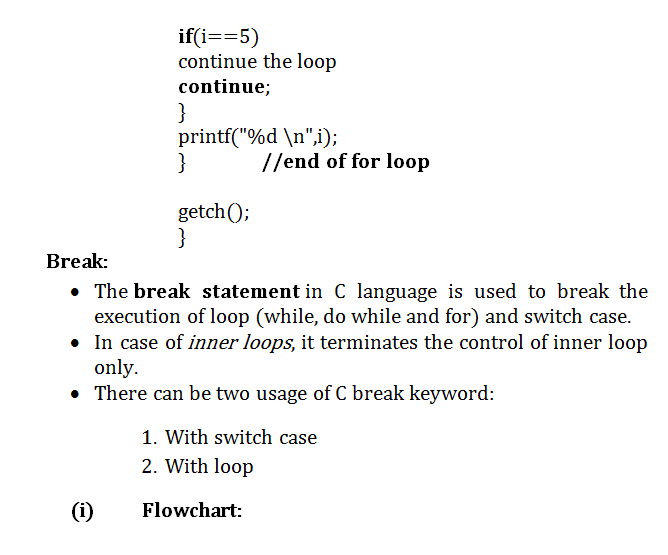 if(i==5)
continue the loop
continue;
}
printf("%d \n",i);
} //end of for loop
getch();
}
Break:
• The break statement in C language is used to break the
execution of loop (while, do while and for) and switch case.
• In case of inner loops, it terminates the control of inner loop
only.
• There can be two usage of C break keyword:
1. With switch case
2. With loop
(i) Flowchart: